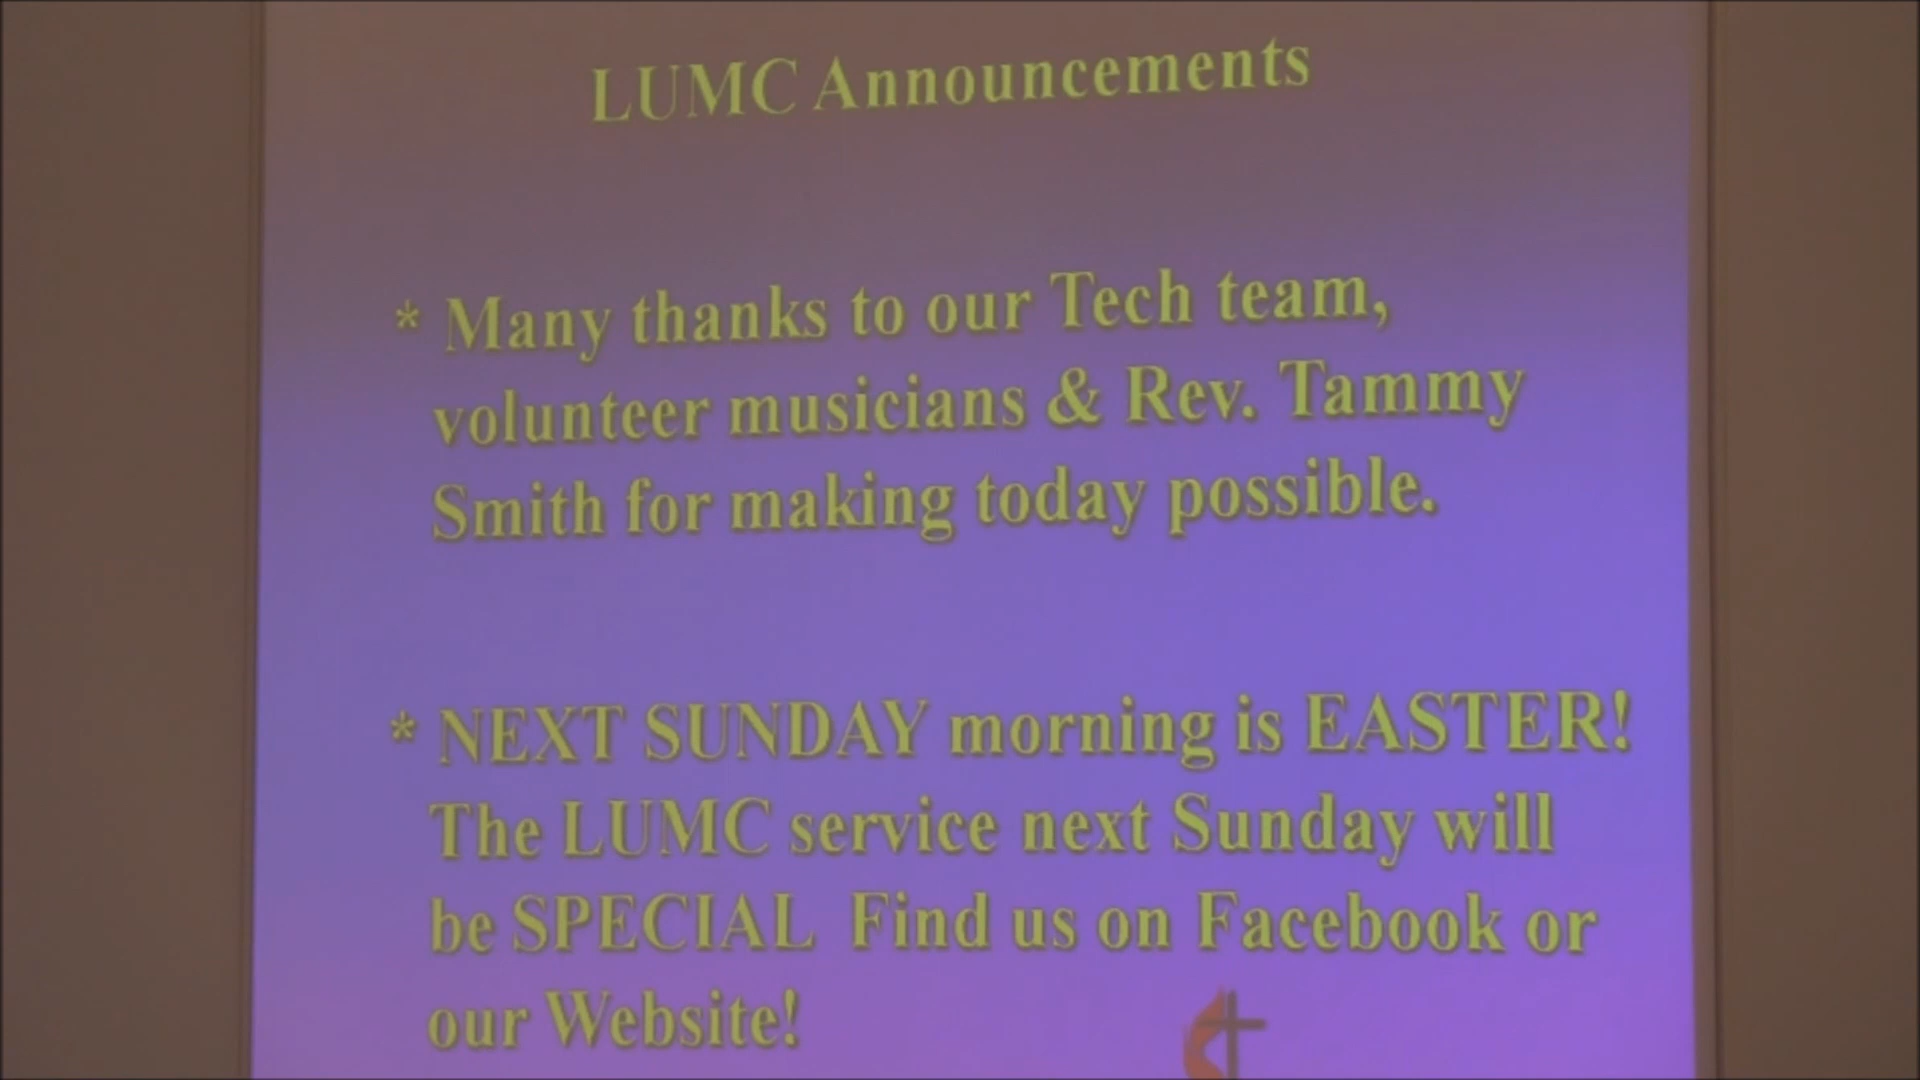 LUMC Announcements
* Many thanks to our Tech team,
volunteer musicians & Rev. Tammy
Smith for making today possible.
* NEXT SUNDAY morning is EASTER!
The LUMC service next Sunday will
be SPECIAL  Find us on Facebook or
our Website!